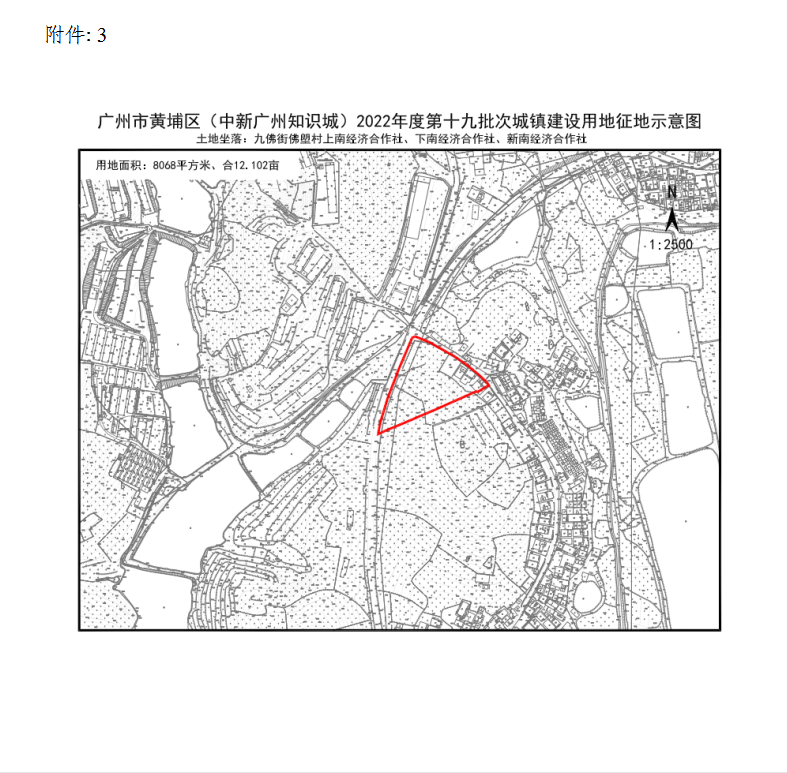 附件: 3
广州市黄埔区（中新广州知识城）2022年度第十九批次城镇建设用地征地示意图
土地坐落：九佛街佛塱村上南经济合作社、下南经济合作社、新南经济合作社
用地面积：8068平方米、合12.102亩
N
1:2500